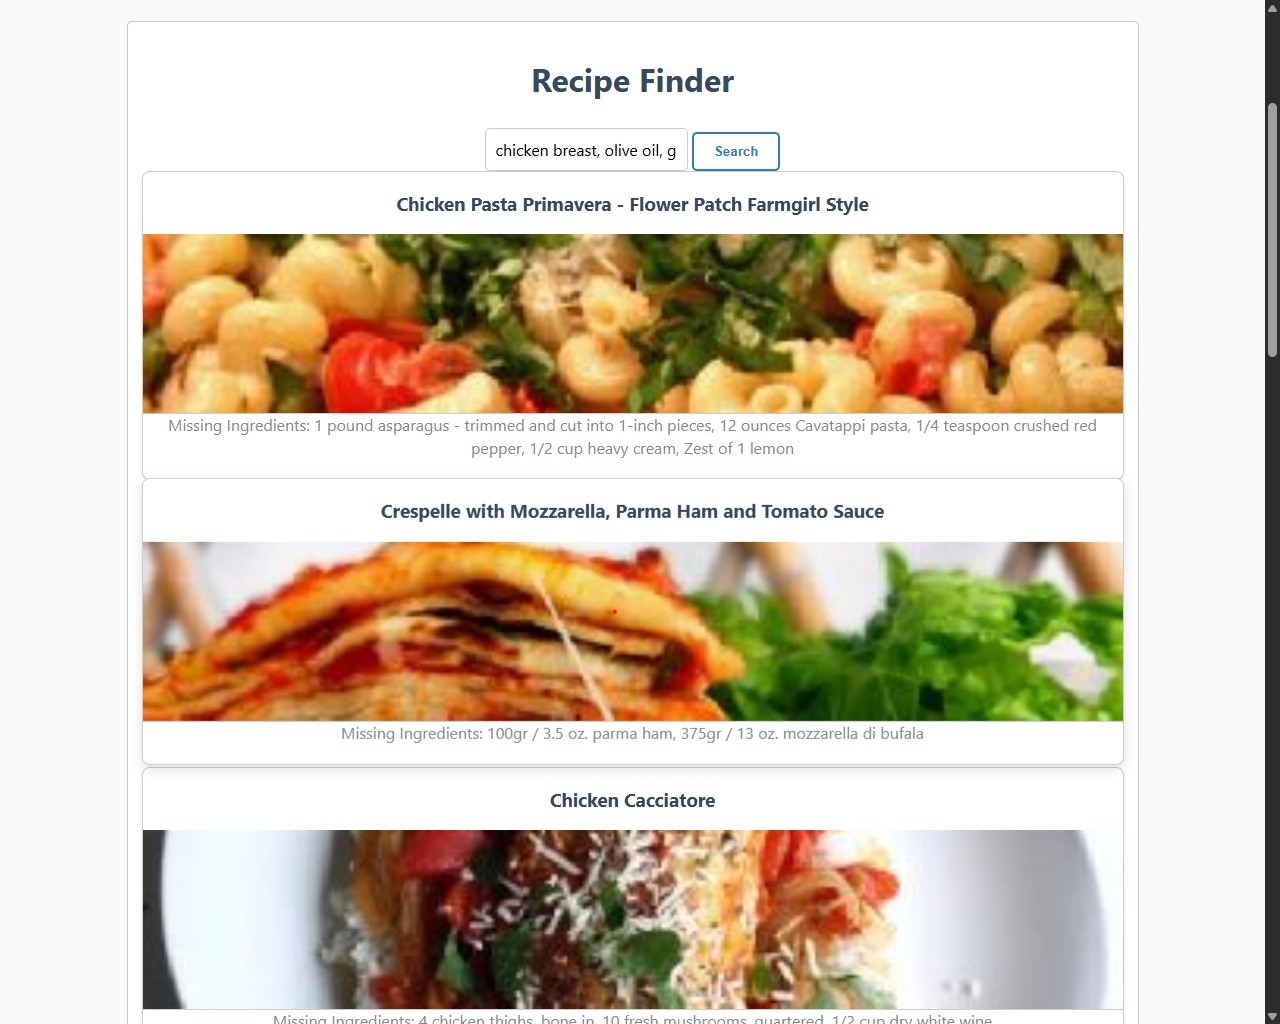 Recipe Finder
chicken breast, olive oil, g
Search
Chicken Pasta Primavera - Flower Patch Farmgirl Style
Missing Ingredients: 1 pound asparagus - trimmed and cut into 1-inch pieces, 12 ounces Cavatappi pasta, 1/4 teaspoon crushed red
pepper, 1/2 cup heavy cream, Zest of 1 lemon
Crespelle with Mozzarella, Parma Ham and Tomato Sauce
Missing Ingredients: 100gr / 3.5 oz. parma ham, 375gr / 13 oz. mozzarella di bufala
Chicken Cacciatore
Missing Ingredients: 4 chicken thighs, bone in, 10 fresh mushrooms, quartered, 1/2 cup dry white wine